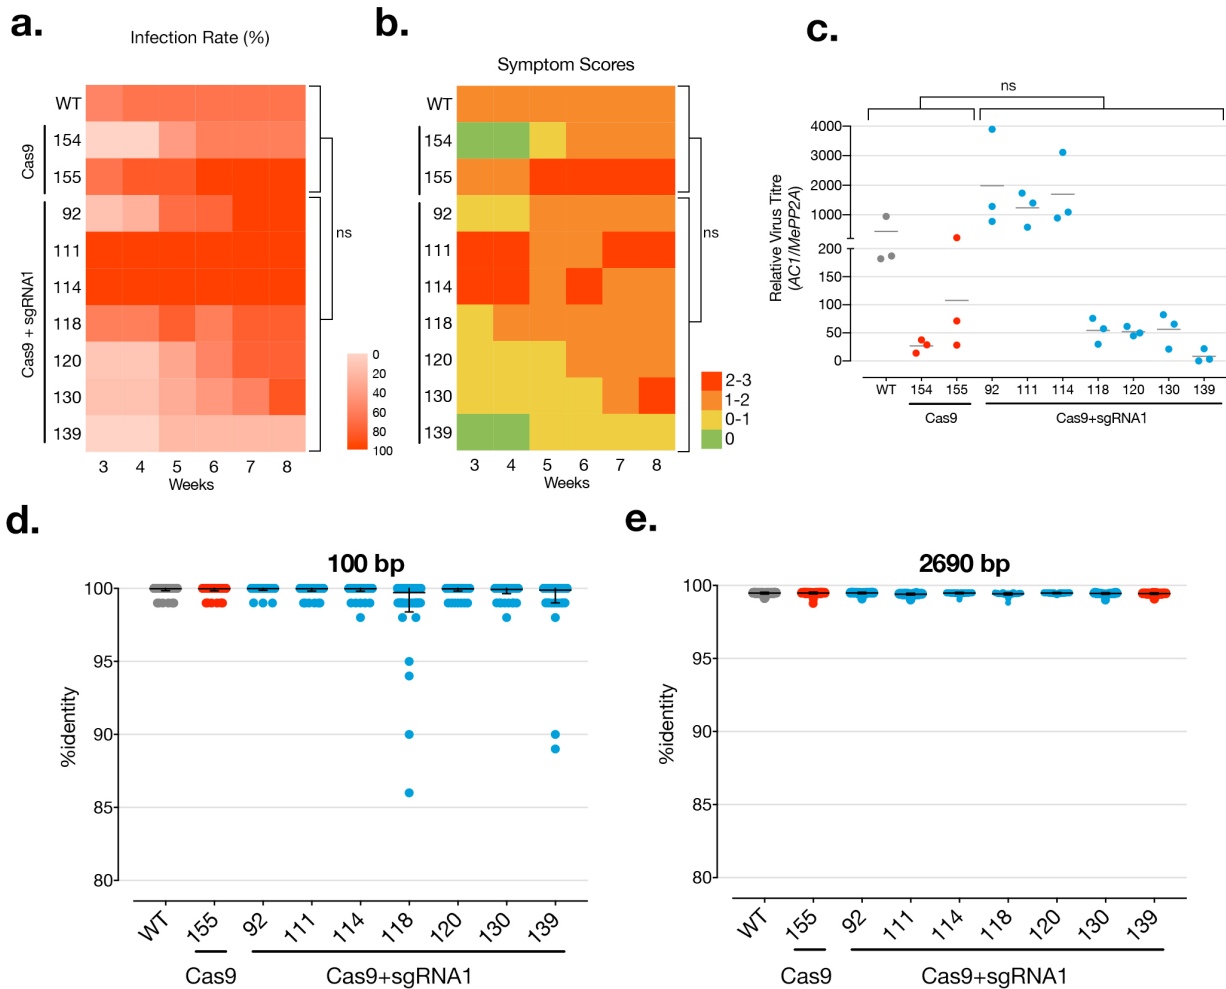 a.
Infection Rate (%)
WT
154
155
92
111
114
118
120
130
139
Cas9
Cas9 + sgRNA1
3 4 5 6 7 8
Weeks
ns
0
20
40
60
80
100
b.
Symptom Scores
WT
154
155
92
111
114
118
120
130
139
3 4 5 6 7 8
Weeks
ns
2-3
1-2
0-1
0
c.
ns
Relative Virus Titre
(AC1/MePP2A)
4000
3000
2000
1000
200
150
100
50
0
WT 154 155 92 111 114 118 120 130 139
Cas9 Cas9+sgRNA1
d.
100 bp
%identity
100
95
90
85
80
WT 155 92 111 114 118 120 130 139
Cas9 Cas9+sgRNA1
e.
2690 bp
%identity
100
95
90
85
80
WT 155 92 111 114 118 120 130 139
Cas9 Cas9+sgRNA1